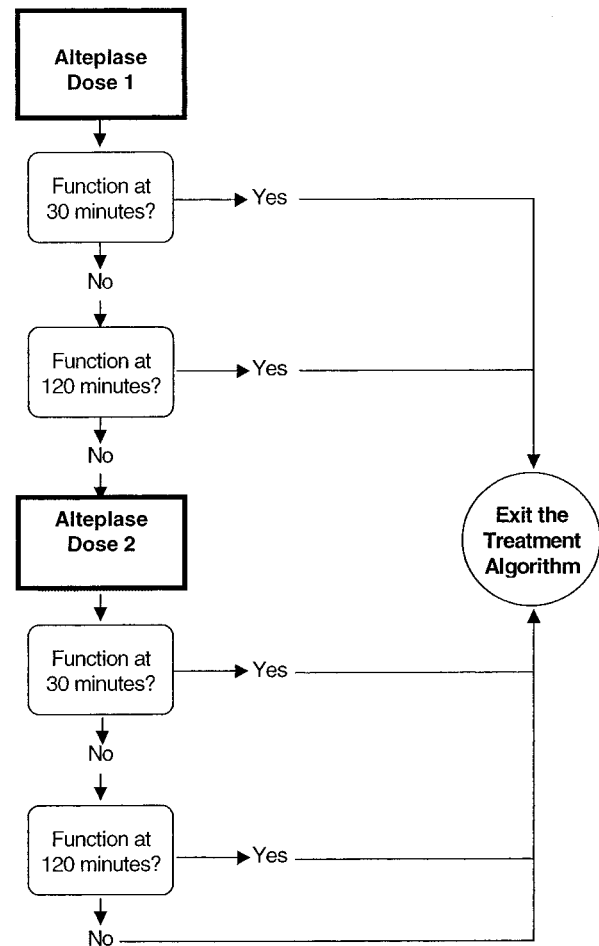 Alteplase
Dose 1
Function at
30 minutes?
Yes
No
Function at
120 minutes?
Yes
No
Alteplase
Dose 2
Exit the
Treatment
Algorithm
Function at
30 minutes?
Yes
No
Function at
120 minutes?
Yes
No